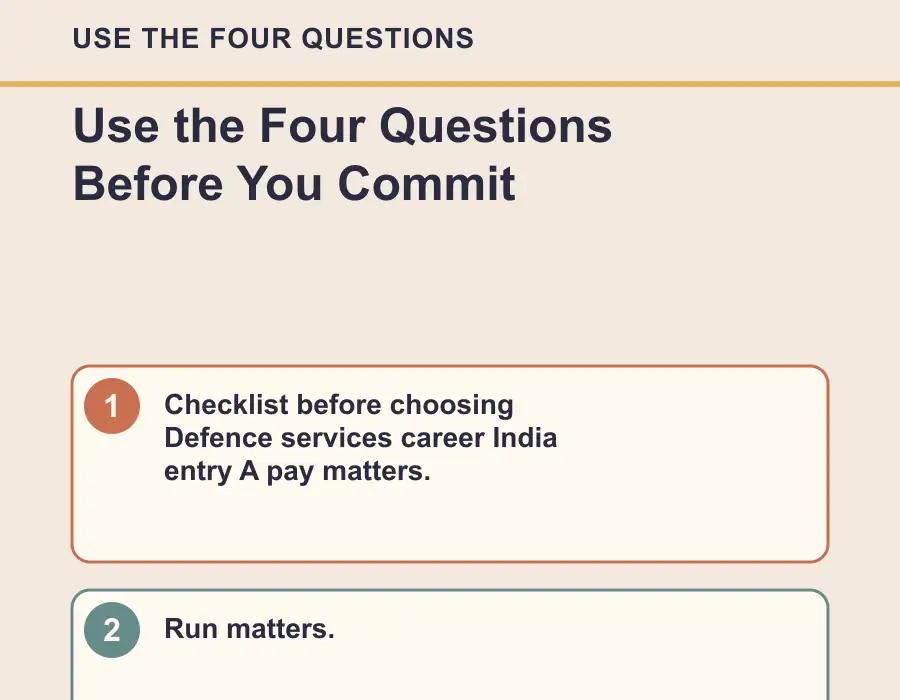 USE THE FOUR QUESTIONS
Use the Four Questions
Before You Commit
1
Checklist before choosing
Defence services career India
entry A pay matters.
2
Run matters.